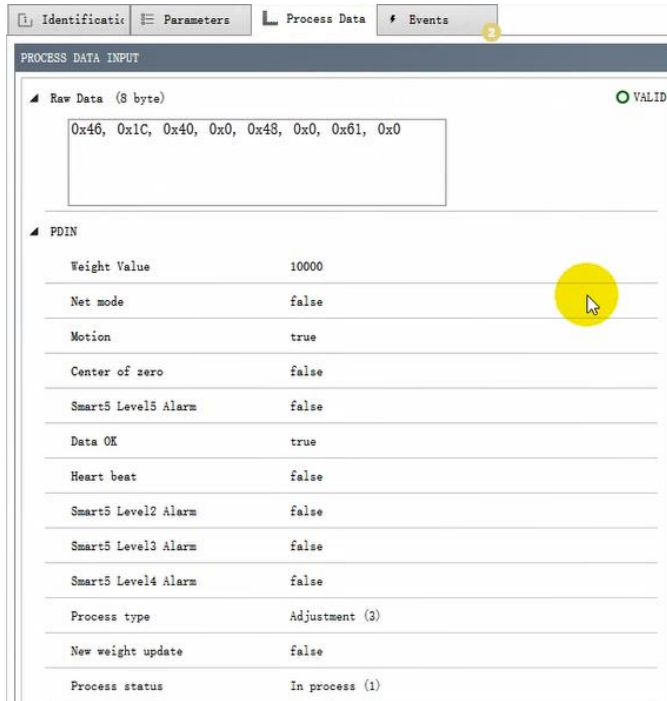 Identificatic Parameters Process Data Events 2
PROCESS DATA INPUT
Raw Data (8 byte) VALID
0x46, 0x1C, 0x40, 0x0, 0x48, 0x0, 0x61, 0x0
PDIN
Weight Value 10000
Net mode false
Motion true
Center of zero false
Smart5 Level5 Alarm false
Data OK true
Heart beat false
Smart5 Level2 Alarm false
Smart5 Level3 Alarm false
Smart5 Level4 Alarm false
Process type Adjustment (3)
New weight update false
Process status In process (1)